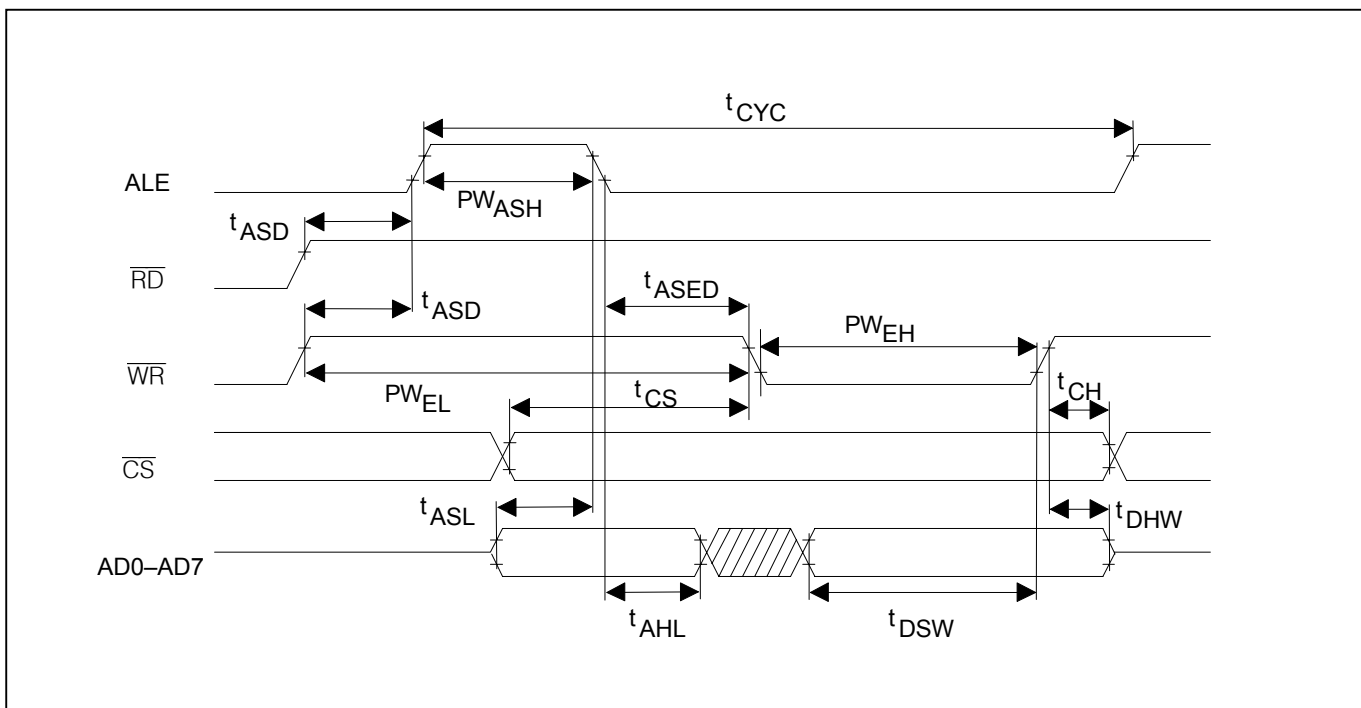 tCYC
ALE
PWASH
tASD
RD
tASD
tASED
PWEH
WR
PWEL
tCS
tCH
CS
tASL
tDHW
AD0–AD7
tAHL
tDSW